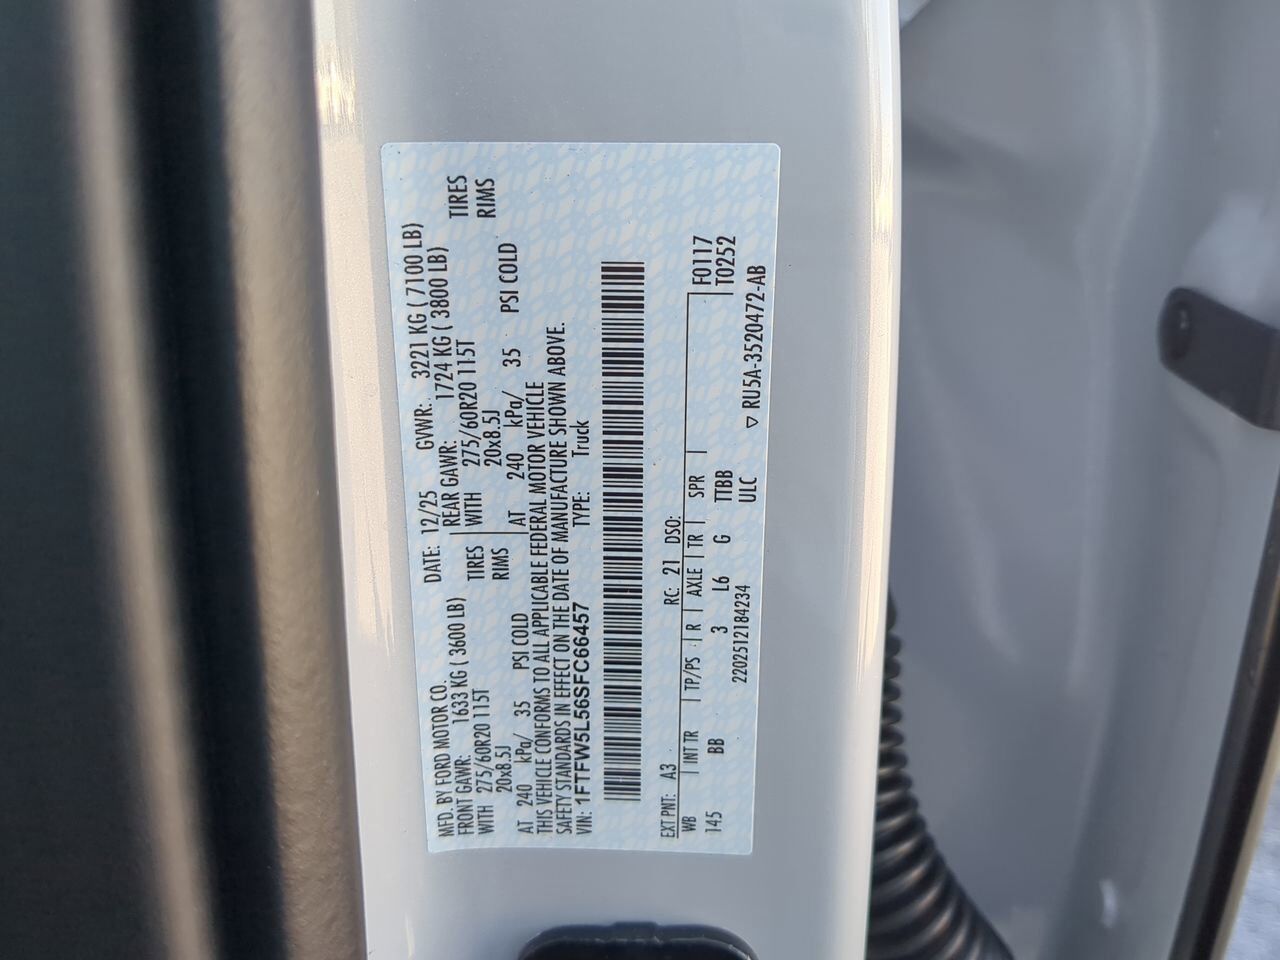 MFD. BY FORD MOTOR CO. DATE: 12/25 GVWR: 3221 KG ( 7100 LB)
FRONT GAWR: 1633 KG ( 3600 LB) REAR GAWR: 1724 KG ( 3800 LB)
WITH 275/60R20 115T TIRES WITH 275/60R20 115T TIRES
20x8.5J RIMS 20x8.5J RIMS
AT 240 kPa/ 35 PSI COLD AT 240 kPa/ 35 PSI COLD
THIS VEHICLE CONFORMS TO ALL APPLICABLE FEDERAL MOTOR VEHICLE
SAFETY STANDARDS IN EFFECT ON THE DATE OF MANUFACTURE SHOWN ABOVE.
VIN: 1FTFW5L56SFC66457 TYPE: Truck
EXT PNT: A3 RC: 21 DSO:
WB INT TR TP/PS R AXLE TR SPR F0117
145 BB 3 L6 G TTBB T0252
2202512184234 ULC ▽ RU5A-3520472-AB